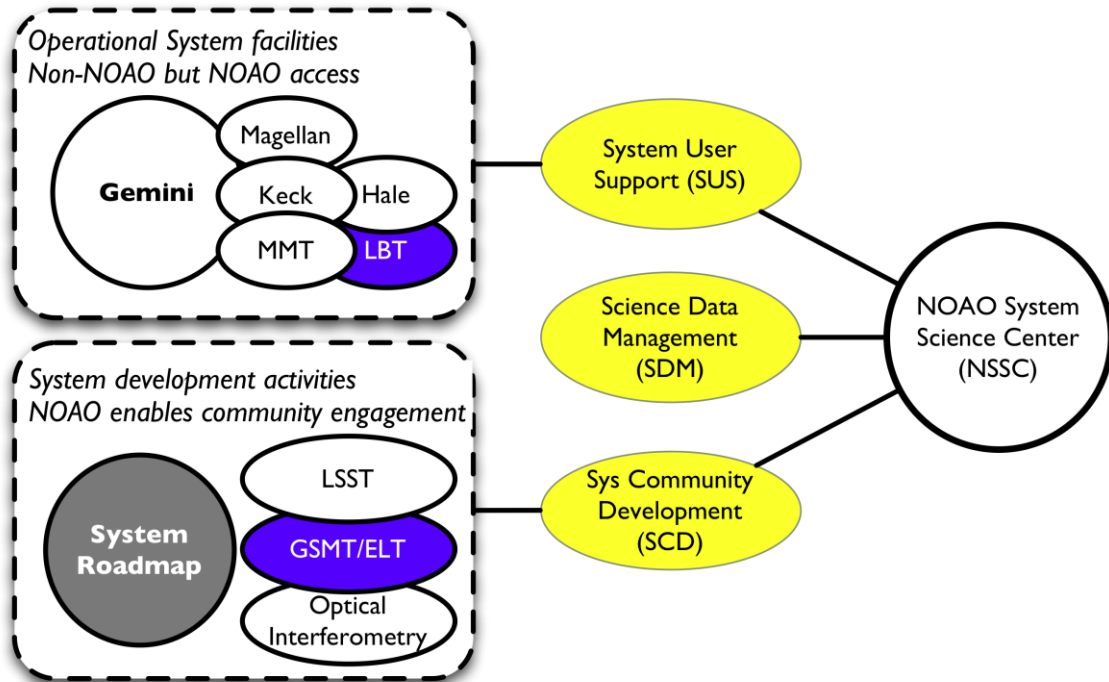 Operational System facilities
Non-NOAO but NOAO access
Magellan
Gemini
Keck
Hale
MMT
LBT
System User
Support (SUS)
Science Data
Management
(SDM)
NOAO System
Science Center
(NSSC)
System development activities
NOAO enables community engagement
LSST
System
Roadmap
GSMT/ELT
Optical
Interferometry
Sys Community
Development
(SCD)